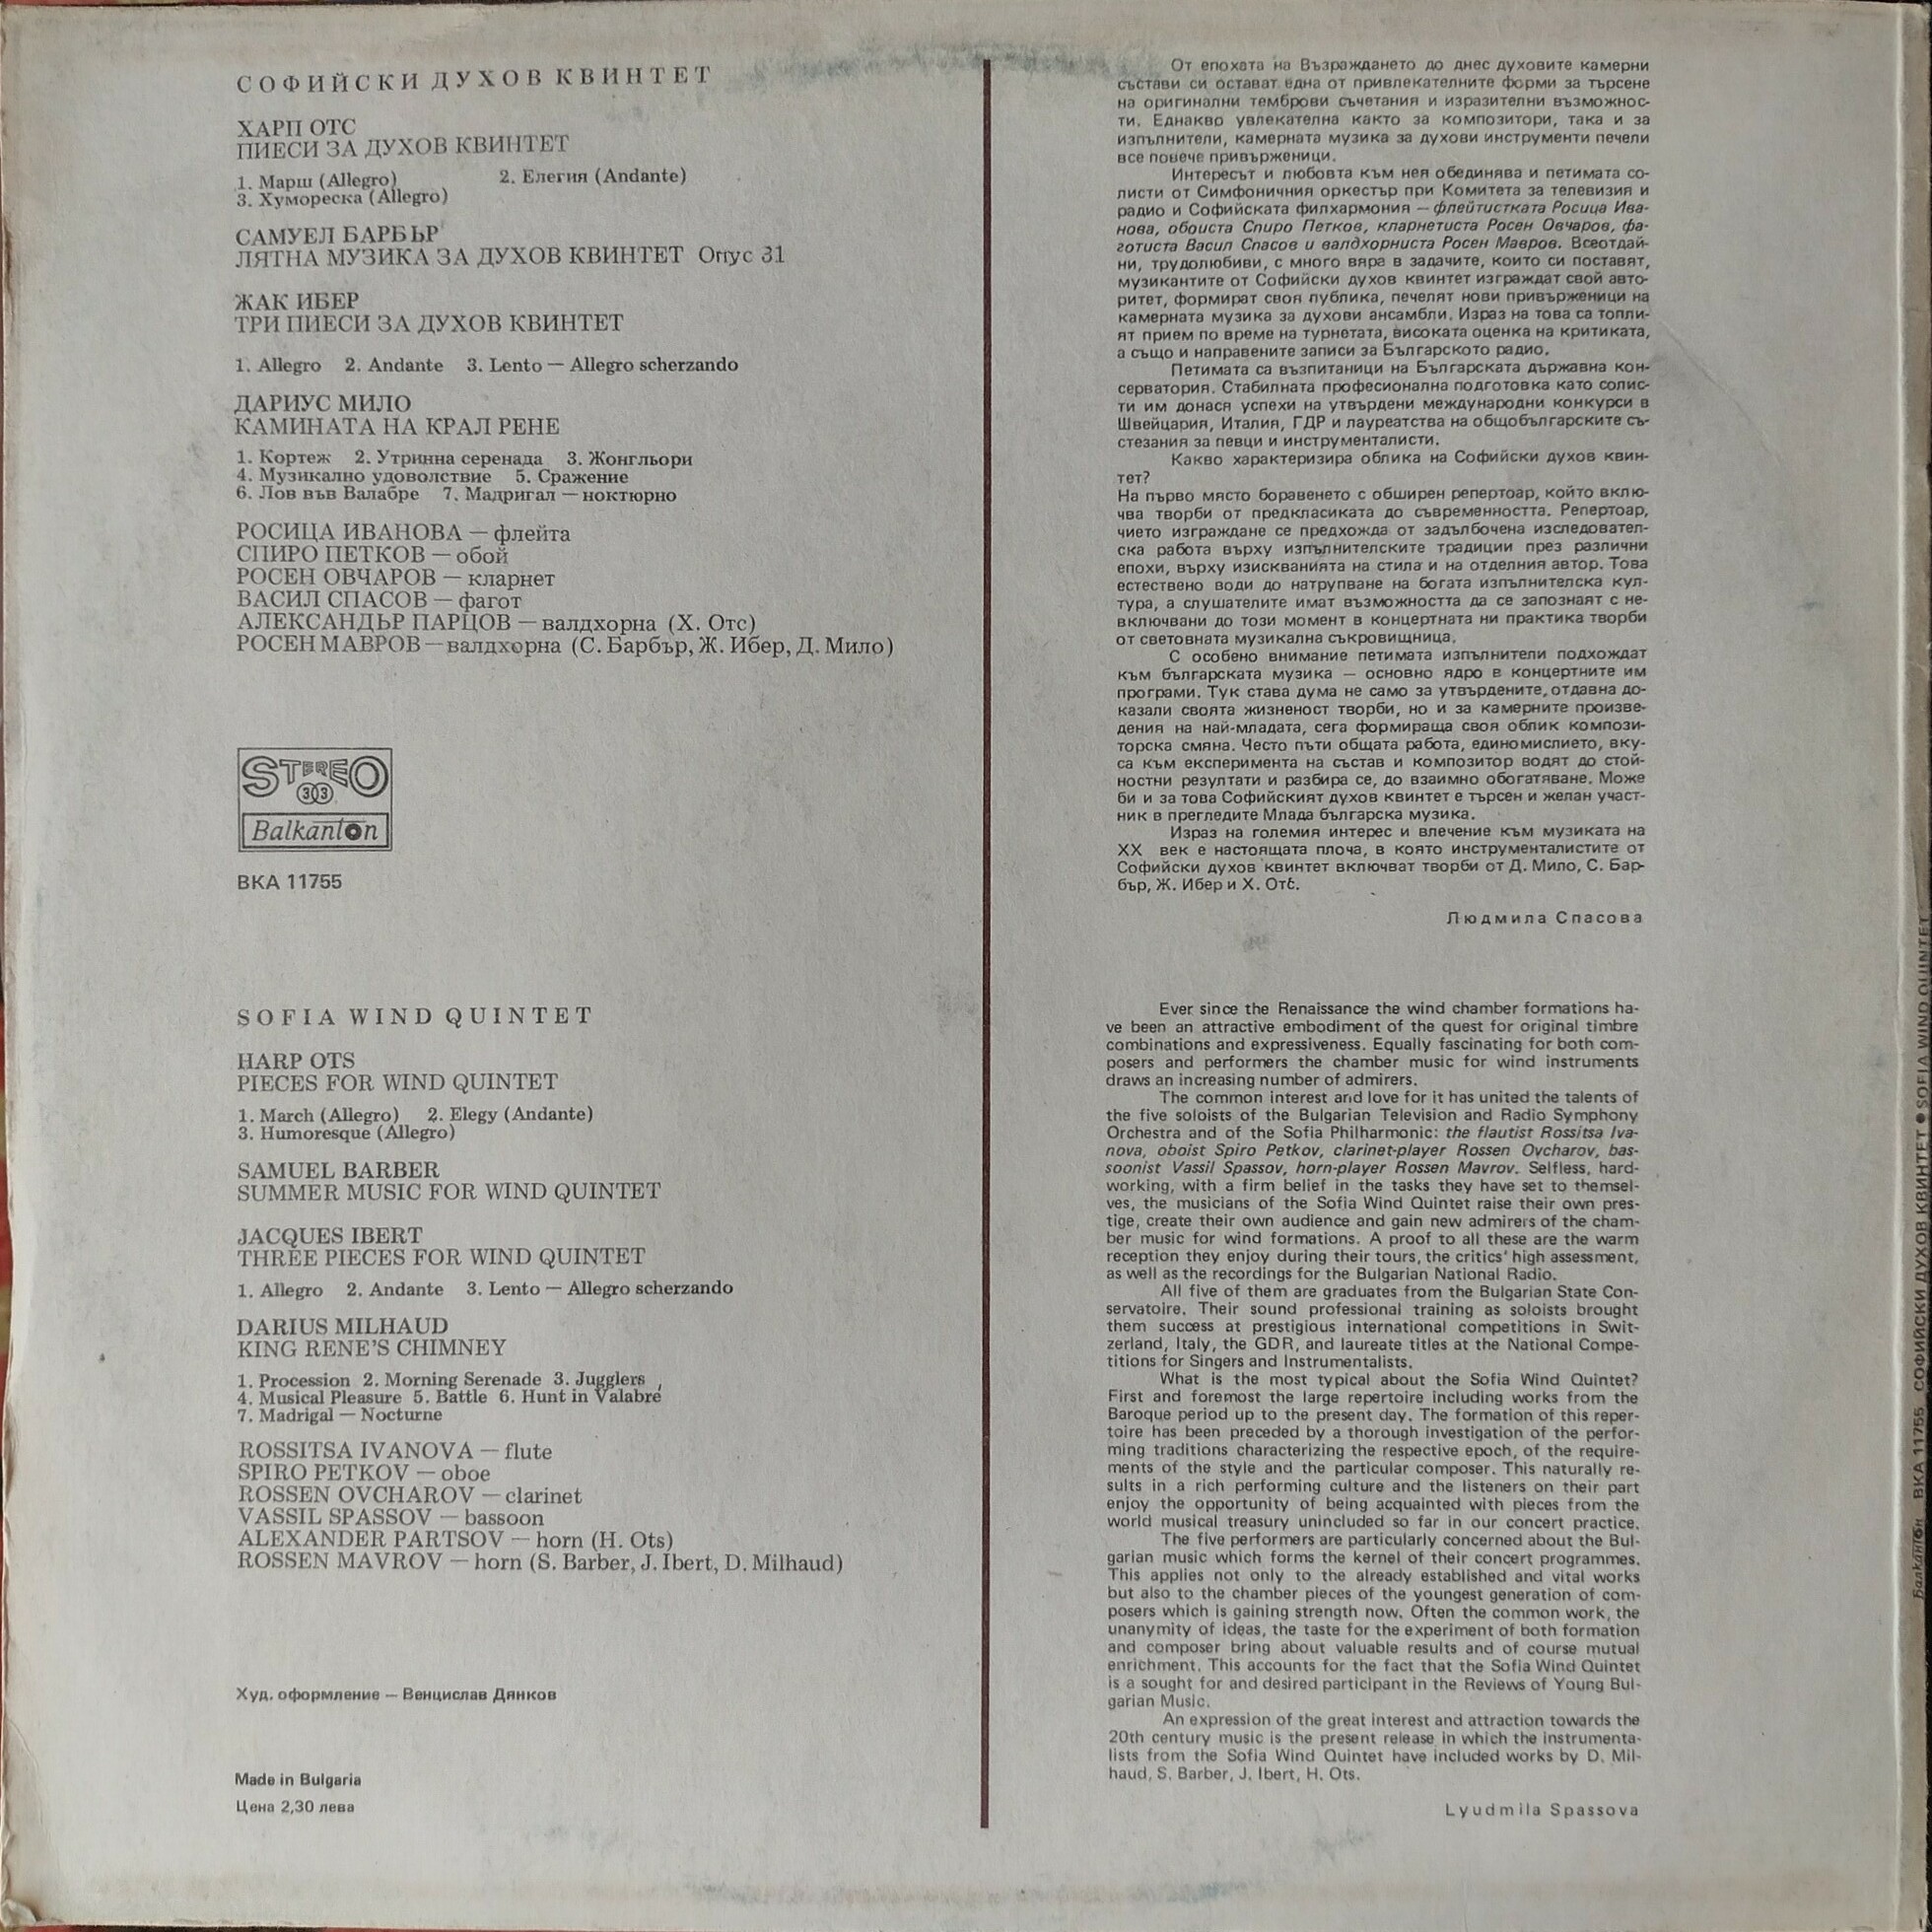 СОФИЙСКИ ДУХОВ КВИНТЕТ
ХАРП ОТС
ПИЕСИ ЗА ДУХОВ КВИНТЕТ
1. Марш (Allegro) 2. Елегия (Andante)
3. Хумореска (Allegro)
САМУЕЛ БАРБЪР
ЛЯТНА МУЗИКА ЗА ДУХОВ КВИНТЕТ Опус 31
ЖАК ИБЕР
ТРИ ПИЕСИ ЗА ДУХОВ КВИНТЕТ
1. Allegro 2. Andante 3. Lento — Allegro scherzando
ДАРИУС МИЛО
КАМИНАТА НА КРАЛ РЕНЕ
1. Кортеж 2. Утринна серенада 3. Жонгльори
4. Музикално удоволствие 5. Сражение
6. Лов във Валабре 7. Мадригал — ноктюрно
РОСИЦА ИВАНОВА — флейта
СПИРО ПЕТКОВ — обой
РОСЕН ОВЧАРОВ — кларнет
ВАСИЛ СПАСОВ — фагот
АЛЕКСАНДЪР ПАРЦОВ — валдхорна (Х. Отс)
РОСЕН МАВРОВ — валдхорна (С. Барбър, Ж. Ибер, Д. Мило)
STEREO
33
Balkanton
ВКА 11755
SOFIA WIND QUINTET
HARP OTS
PIECES FOR WIND QUINTET
1. March (Allegro) 2. Elegy (Andante)
3. Humoresque (Allegro)
SAMUEL BARBER
SUMMER MUSIC FOR WIND QUINTET
JACQUES IBERT
THREE PIECES FOR WIND QUINTET
1. Allegro 2. Andante 3. Lento — Allegro scherzando
DARIUS MILHAUD
KING RENE'S CHIMNEY
1. Procession 2. Morning Serenade 3. Jugglers
4. Musical Pleasure 5. Battle 6. Hunt in Valabré
7. Madrigal — Nocturne
ROSSITSA IVANOVA — flute
SPIRO PETKOV — oboe
ROSSEN OVCHAROV — clarinet
VASSIL SPASSOV — bassoon
ALEXANDER PARTSOV — horn (H. Ots)
ROSSEN MAVROV — horn (S. Barber, J. Ibert, D. Milhaud)
Худ. оформление — Венцислав Дянков
Made in Bulgaria
Цена 2,30 лева
От епохата на Възраждането до днес духовите камерни
състави си остават една от привлекателните форми за търсене
на оригинални темброви съчетания и изразителни възможнос-
ти. Еднакво увлекателна както за композитори, така и за
изпълнители, камерната музика за духови инструменти печели
все повече привърженици.
Интересът и любовта към нея обединява и петимата со-
листи от Симфоничния оркестър при Комитета за телевизия и
радио и Софийската филхармония — флейтистката Росица Ива-
нова, обоиста Спиро Петков, кларнетиста Росен Овчаров, фа-
готиста Васил Спасов и валдхорниста Росен Мавров. Всеотдай-
ни, трудолюбиви, с много вяра в задачите, които си поставят,
музикантите от Софийски духов квинтет изграждат свой авто-
ритет, формират своя публика, печелят нови привърженици на
камерната музика за духови ансамбли. Израз на това са топли-
ят прием по време на турнетата, високата оценка на критиката,
а също и направените записи за Българското радио.
Петимата са възпитаници на Българската държавна кон-
серватория. Стабилната професионална подготовка като солис-
ти им донася успехи на утвърдени международни конкурси в
Швейцария, Италия, ГДР и лауреатства на общобългарските съ-
стезания за певци и инструменталисти.
Какво характеризира облика на Софийски духов квин-
тет?
На първо място боравенето с обширен репертоар, който вклю-
чва творби от предкласиката до съвременността. Репертоар,
чието изграждане се предхожда от задълбочена изследовател-
ска работа върху изпълнителските традиции през различни
епохи, върху изискванията на стила и на отделния автор. Това
естествено води до натрупване на богата изпълнителска кул-
тура, а слушателите имат възможността да се запознаят с не-
включвани до този момент в концертната ни практика творби
от световната музикална съкровищница.
С особено внимание петимата изпълнители подхождат
към българската музика — основно ядро в концертните им
програми. Тук става дума не само за утвърдените, отдавна до-
казали своята жизненост творби, но и за камерните произве-
дения на най-младата, сега формираща своя облик компози-
торска смяна. Често пъти общата работа, единомислието, вку-
са към експеримента на състав и композитор водят до стой-
ностни резултати и разбира се, до взаимно обогатяване. Може
би и за това Софийският духов квинтет е търсен и желан участ-
ник в прегледите Млада българска музика.
Израз на големия интерес и влечение към музиката на
XX век е настоящата плоча, в която инструменталистите от
Софийски духов квинтет включват творби от Д. Мило, С. Бар-
бър, Ж. Ибер и Х. Отс.
Людмила Спасова
Ever since the Renaissance the wind chamber formations ha-
ve been an attractive embodiment of the quest for original timbre
combinations and expressiveness. Equally fascinating for both com-
posers and performers the chamber music for wind instruments
draws an increasing number of admirers.
The common interest and love for it has united the talents of
the five soloists of the Bulgarian Television and Radio Symphony
Orchestra and of the Sofia Philharmonic: the flautist Rossitsa Iva-
nova, oboist Spiro Petkov, clarinet-player Rossen Ovcharov, bas-
soonist Vassil Spassov, horn-player Rossen Mavrov. Selfless, hard-
working, with a firm belief in the tasks they have set to themsel-
ves, the musicians of the Sofia Wind Quintet raise their own pres-
tige, create their own audience and gain new admirers of the cham-
ber music for wind formations. A proof to all these are the warm
reception they enjoy during their tours, the critics' high assessment,
as well as the recordings for the Bulgarian National Radio.
All five of them are graduates from the Bulgarian State Con-
servatoire. Their sound professional training as soloists brought
them success at prestigious international competitions in Swit-
zerland, Italy, the GDR, and laureate titles at the National Compe-
titions for Singers and Instrumentalists.
What is the most typical about the Sofia Wind Quintet?
First and foremost the large repertoire including works from the
Baroque period up to the present day. The formation of this reper-
toire has been preceded by a thorough investigation of the perfor-
ming traditions characterizing the respective epoch, of the require-
ments of the style and the particular composer. This naturally re-
sults in a rich performing culture and the listeners on their part
enjoy the opportunity of being acquainted with pieces from the
world musical treasury unincluded so far in our concert practice.
The five performers are particularly concerned about the Bul-
garian music which forms the kernel of their concert programmes.
This applies not only to the already established and vital works
but also to the chamber pieces of the youngest generation of com-
posers which is gaining strength now. Often the common work, the
unanymity of ideas, the taste for the experiment of both formation
and composer bring about valuable results and of course mutual
enrichment. This accounts for the fact that the Sofia Wind Quintet
is a sought for and desired participant in the Reviews of Young Bul-
garian Music.
An expression of the great interest and attraction towards the
20th century music is the present release in which the instrumenta-
lists from the Sofia Wind Quintet have included works by D. Mil-
haud, S. Barber, J. Ibert, H. Ots.
Lyudmila Spassova
Балкантон ВКА 11755 СОФИЙСКИ ДУХОВ КВИНТЕТ ● SOFIA WIND QUINTET